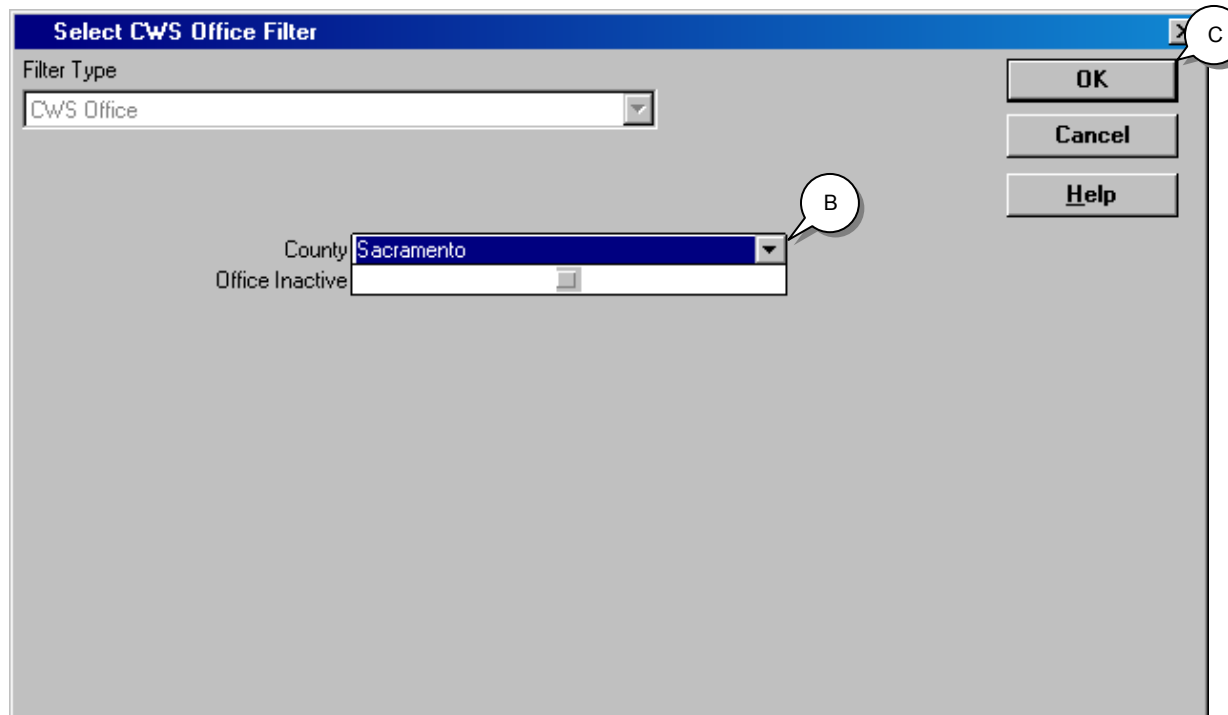 Select CWS Office Filter
C
Filter Type
OK
CWS Office
Cancel
Help
B
County Sacramento
Office Inactive